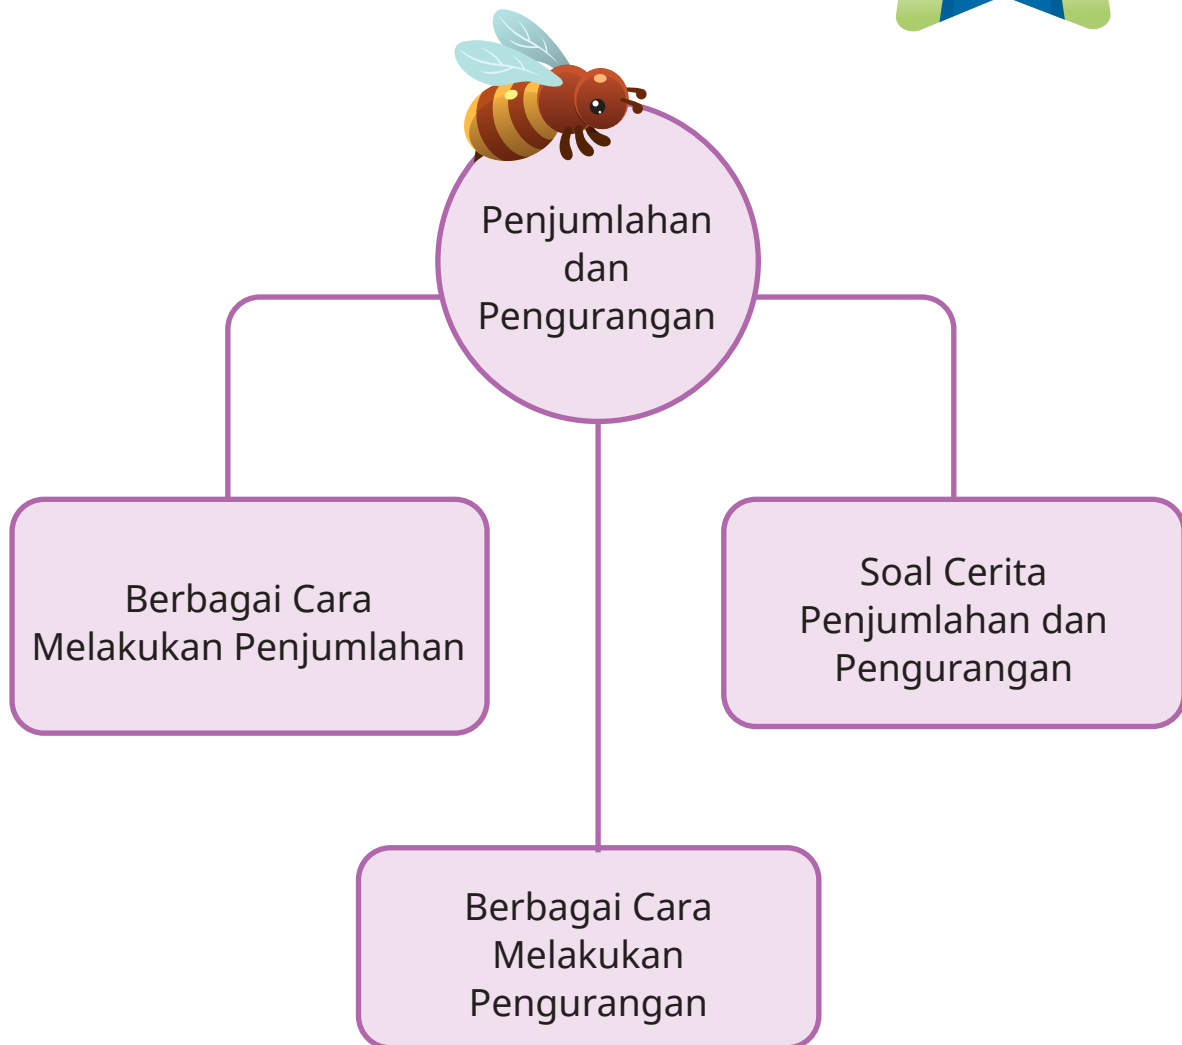 Penjumlahan
dan
Pengurangan
Berbagai Cara
Melakukan Penjumlahan
Soal Cerita
Penjumlahan dan
Pengurangan
Berbagai Cara
Melakukan
Pengurangan